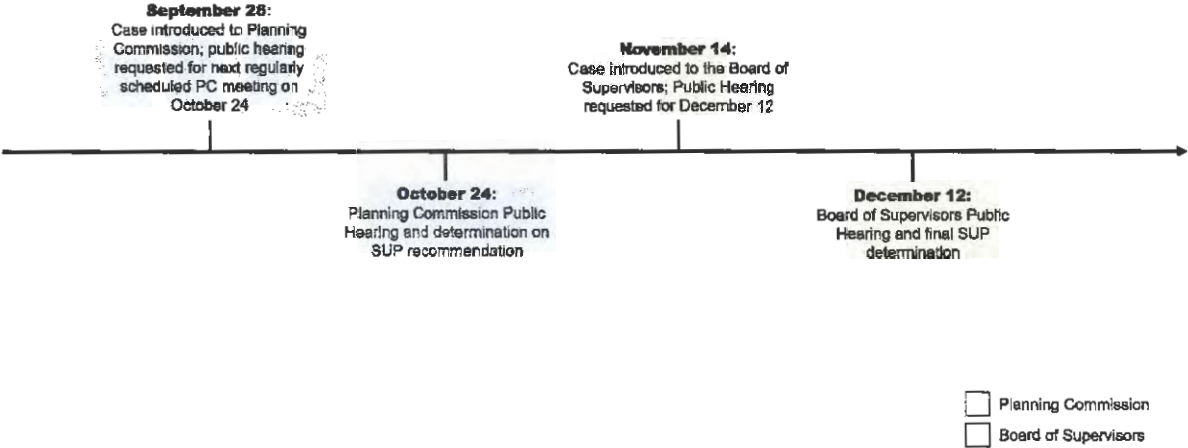 September 26:
Case introduced to Planning
Commission; public hearing
requested for next regularly
scheduled PC meeting on
October 24
November 14:
Case introduced to the Board of
Supervisors; Public Hearing
requested for December 12
October 24:
Planning Commission Public
Hearing and determination on
SUP recommendation
December 12:
Board of Supervisors Public
Hearing and final SUP
determination
Planning Commission
Board of Supervisors